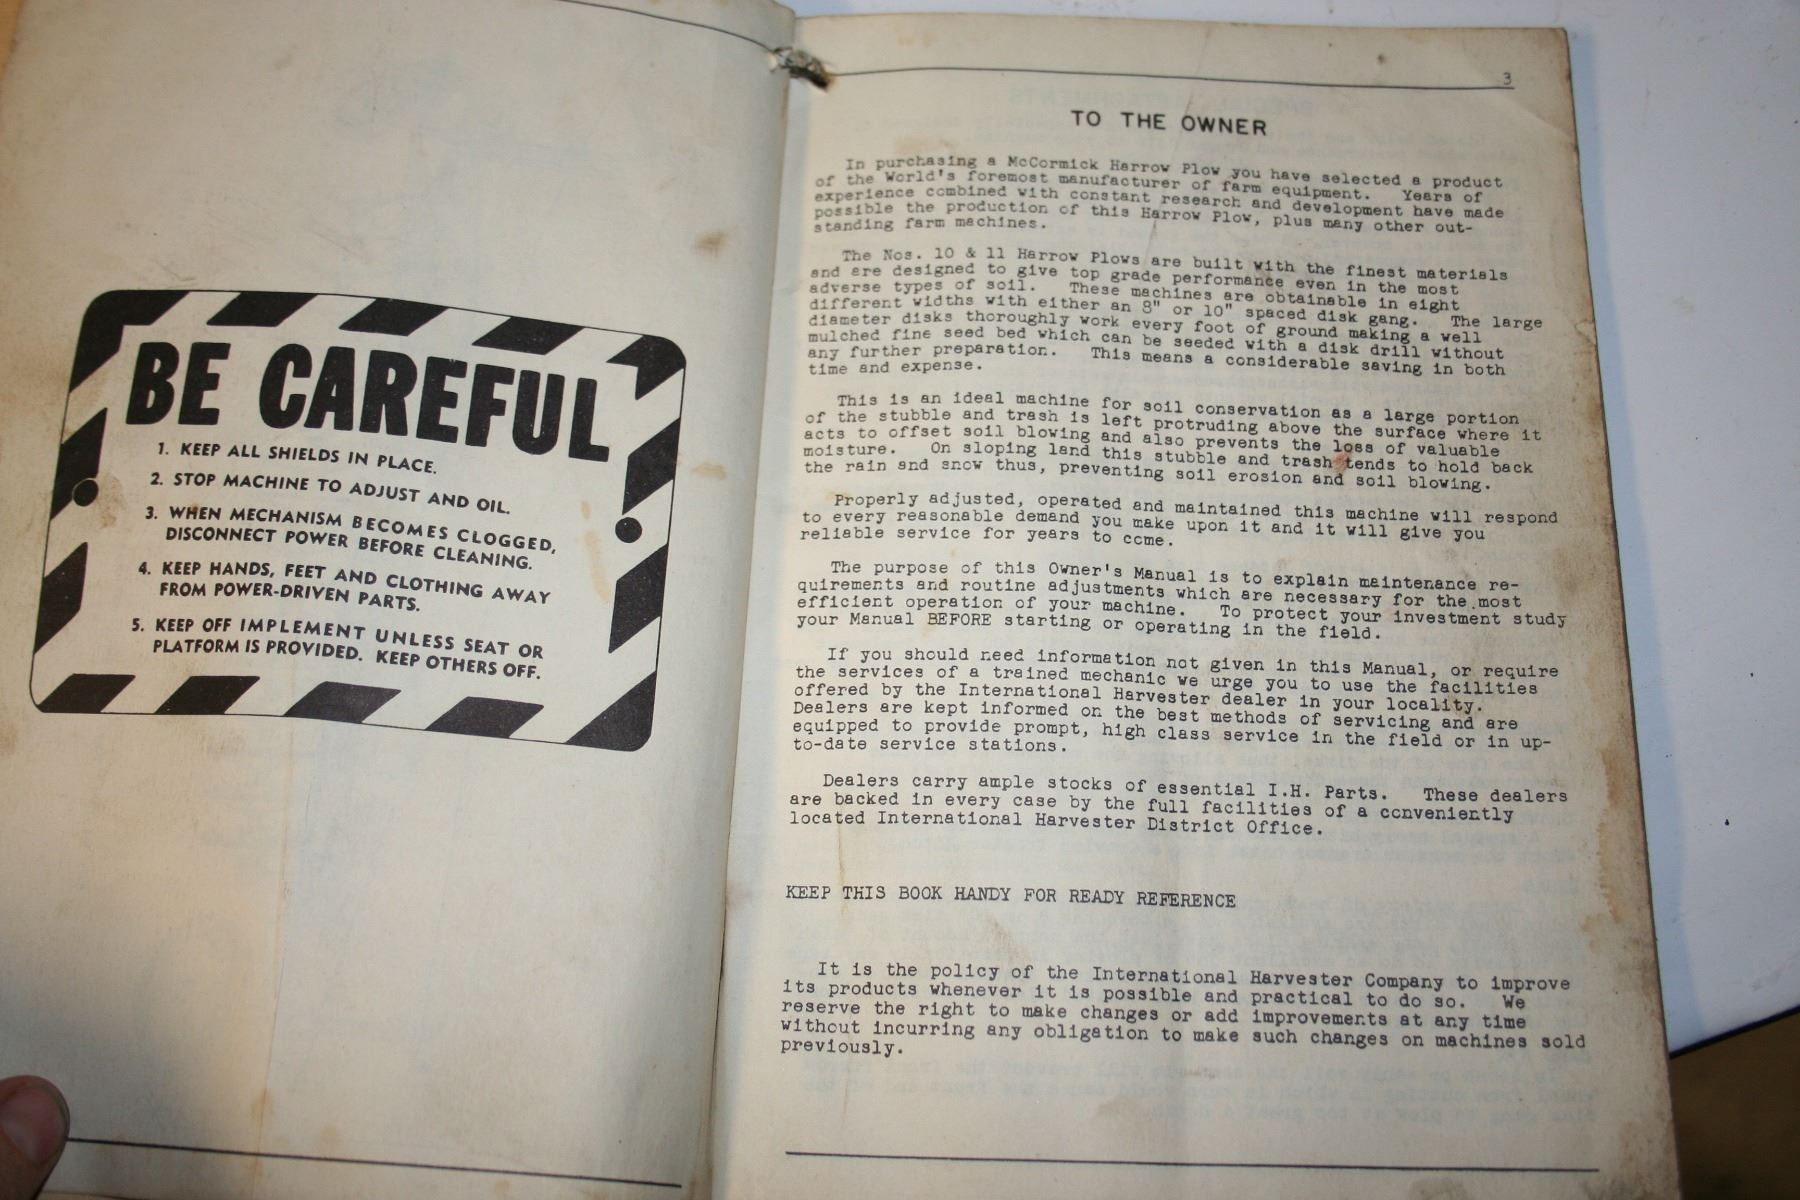 BE CAREFUL
1. KEEP ALL SHIELDS IN PLACE.
2. STOP MACHINE TO ADJUST AND OIL.
3. WHEN MECHANISM BECOMES CLOGGED,
DISCONNECT POWER BEFORE CLEANING.
4. KEEP HANDS, FEET AND CLOTHING AWAY
FROM POWER-DRIVEN PARTS.
5. KEEP OFF IMPLEMENT UNLESS SEAT OR
PLATFORM IS PROVIDED. KEEP OTHERS OFF.
3
TO THE OWNER
In purchasing a McCormick Harrow Plow you have selected a product
of the World's foremost manufacturer of farm equipment. Years of
experience combined with constant research and development have made
possible the production of this Harrow Plow, plus many other out-
standing farm machines.
The Nos. 10 & 11 Harrow Plows are built with the finest materials
and are designed to give top grade performance even in the most
adverse types of soil. These machines are obtainable in eight
different widths with either an 8" or 10" spaced disk gang. The large
diameter disks thoroughly work every foot of ground making a well
mulched fine seed bed which can be seeded with a disk drill without
any further preparation. This means a considerable saving in both
time and expense.
This is an ideal machine for soil conservation as a large portion
of the stubble and trash is left protruding above the surface where it
acts to offset soil blowing and also prevents the loss of valuable
moisture. On sloping land this stubble and trash tends to hold back
the rain and snow thus, preventing soil erosion and soil blowing.
Properly adjusted, operated and maintained this machine will respond
to every reasonable demand you make upon it and it will give you
reliable service for years to come.
The purpose of this Owner's Manual is to explain maintenance re-
quirements and routine adjustments which are necessary for the most
efficient operation of your machine. To protect your investment study
your Manual BEFORE starting or operating in the field.
If you should need information not given in this Manual, or require
the services of a trained mechanic we urge you to use the facilities
offered by the International Harvester dealer in your locality.
Dealers are kept informed on the best methods of servicing and are
equipped to provide prompt, high class service in the field or in up-
to-date service stations.
Dealers carry ample stocks of essential I.H. Parts. These dealers
are backed in every case by the full facilities of a conveniently
located International Harvester District Office.
KEEP THIS BOOK HANDY FOR READY REFERENCE
It is the policy of the International Harvester Company to improve
its products whenever it is possible and practical to do so. We
reserve the right to make changes or add improvements at any time
without incurring any obligation to make such changes on machines sold
previously.